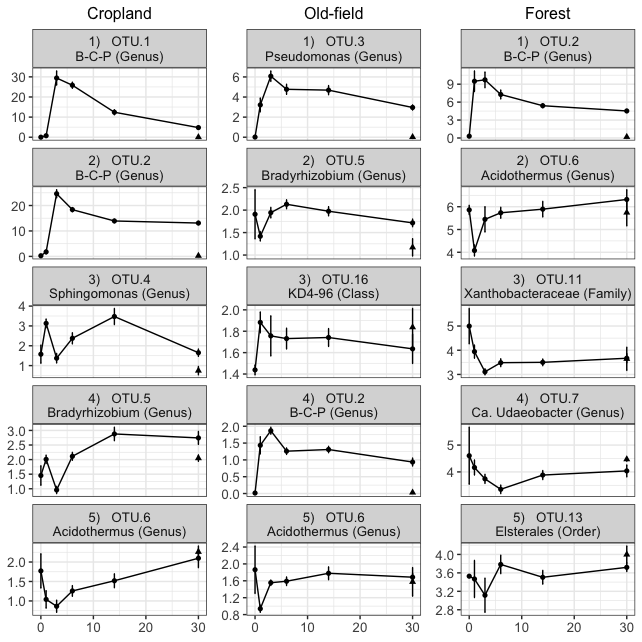 Cropland Old-field Forest
1) OTU.1 1) OTU.3 1) OTU.2
B-C-P (Genus) Pseudomonas (Genus) B-C-P (Genus)
30 6 9
20 4 6
10 2 3
0 0 0
2) OTU.2 2) OTU.5 2) OTU.6
B-C-P (Genus) Bradyrhizobium (Genus) Acidothermus (Genus)
20 2.5 6
10 2.0 5
0 1.5 4
1.0
3) OTU.4 3) OTU.16 3) OTU.11
Sphingomonas (Genus) KD4-96 (Class) Xanthobacteraceae (Family)
4 2.0 5
3 1.8 4
2 1.6 3
1 1.4
4) OTU.5 4) OTU.2 4) OTU.7
Bradyrhizobium (Genus) B-C-P (Genus) Ca. Udaeobacter (Genus)
3.0 2.0 5
2.5 1.5 4
2.0 1.0
1.5 0.5
1.0 0.0
5) OTU.6 5) OTU.6 5) OTU.13
Acidothermus (Genus) Acidothermus (Genus) Elsterales (Order)
2.0 2.4 4.0
1.5 2.0 3.6
1.0 1.6 3.2
1.2 2.8
0.8
0 10 20 30 0 10 20 30 0 10 20 30